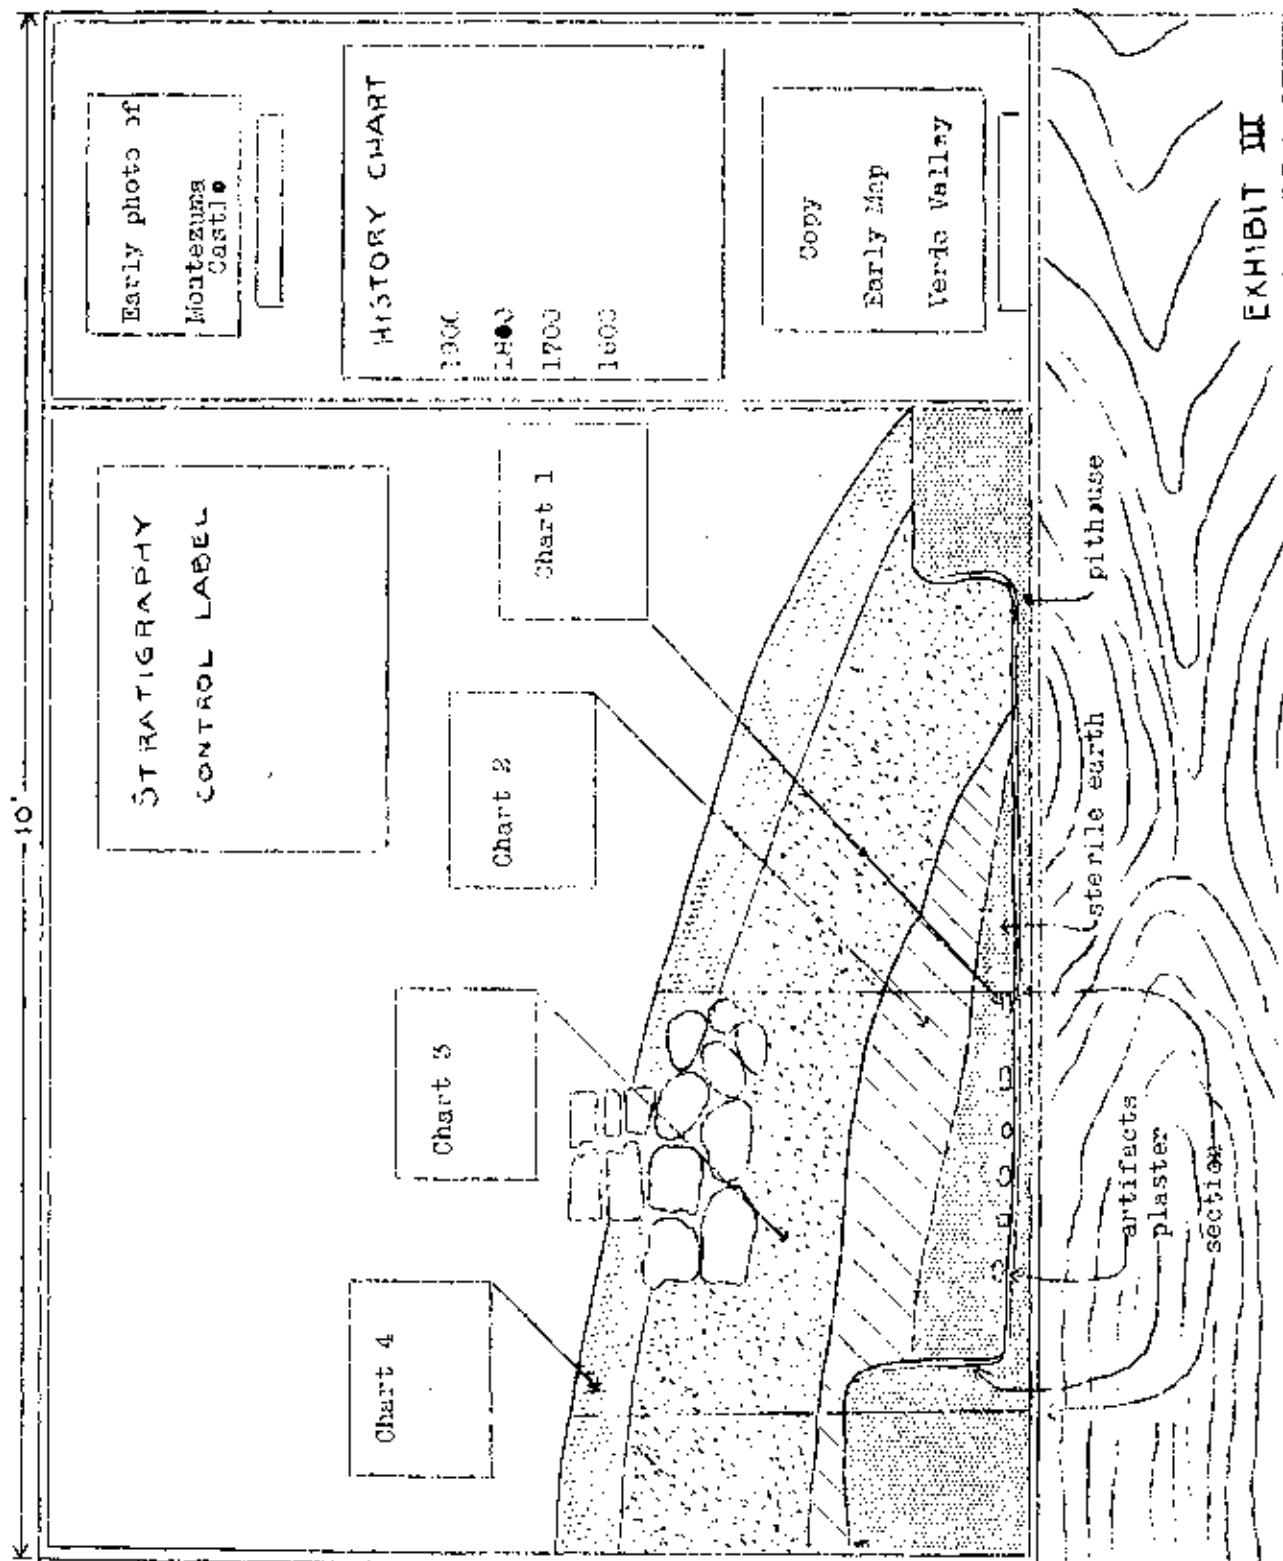 10'
STRATIGRAPHY
CONTROL LABEL
Early photo of
Montezuma
Castle
HISTORY CHART
1900
1800
1700
1600
Copy
Early Map
Verde Valley
Chart 4
Chart 3
Chart 2
Chart 1
artifacts
plaster
section
sterile earth
pithouse
EXHIBIT III